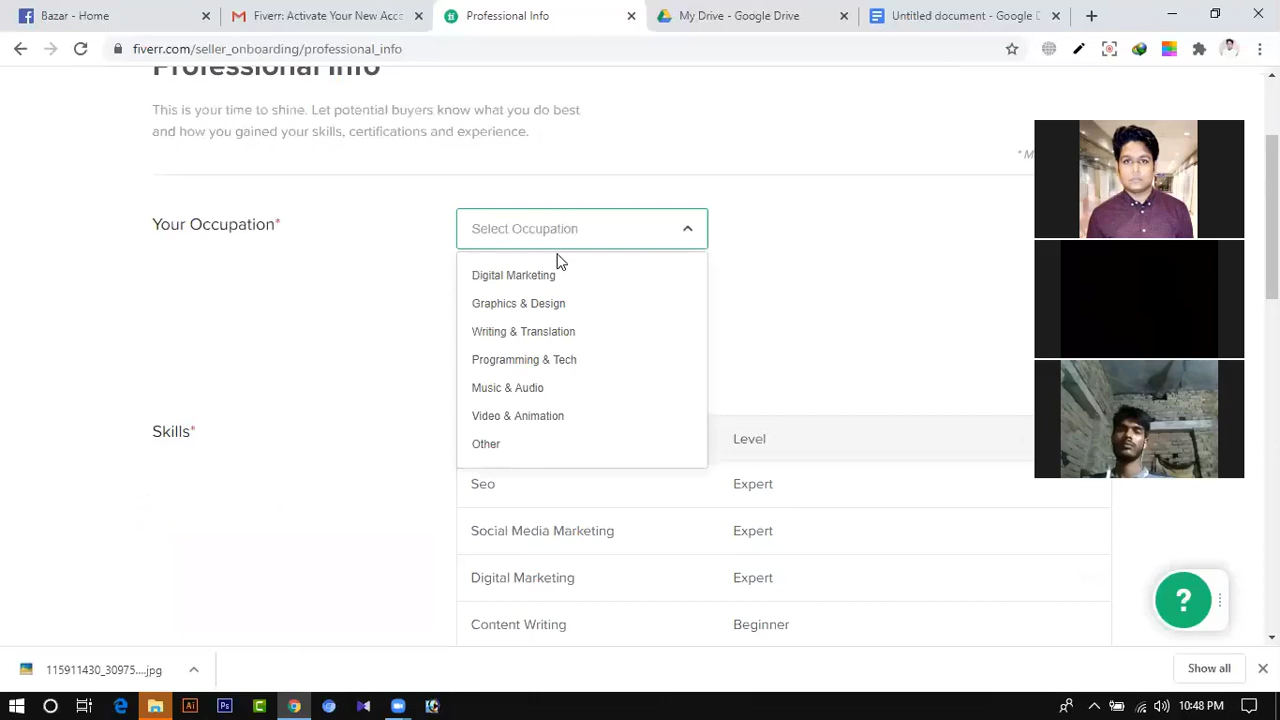 Bazar - Home
Fiverr: Activate Your New Acco
Professional Info
My Drive - Google Drive
Untitled document - Google D
fiverr.com/seller_onboarding/professional_info
Professional Info
This is your time to shine. Let potential buyers know what you do best
and how you gained your skills, certifications and experience.
* M
Your Occupation*
Select Occupation
Digital Marketing
Graphics & Design
Writing & Translation
Programming & Tech
Music & Audio
Video & Animation
Other
Skills*
Level
Seo Expert
Social Media Marketing Expert
Digital Marketing Expert
Content Writing Beginner
?
115911430_30975....jpg
Show all
Ai
Ps
10:48 PM